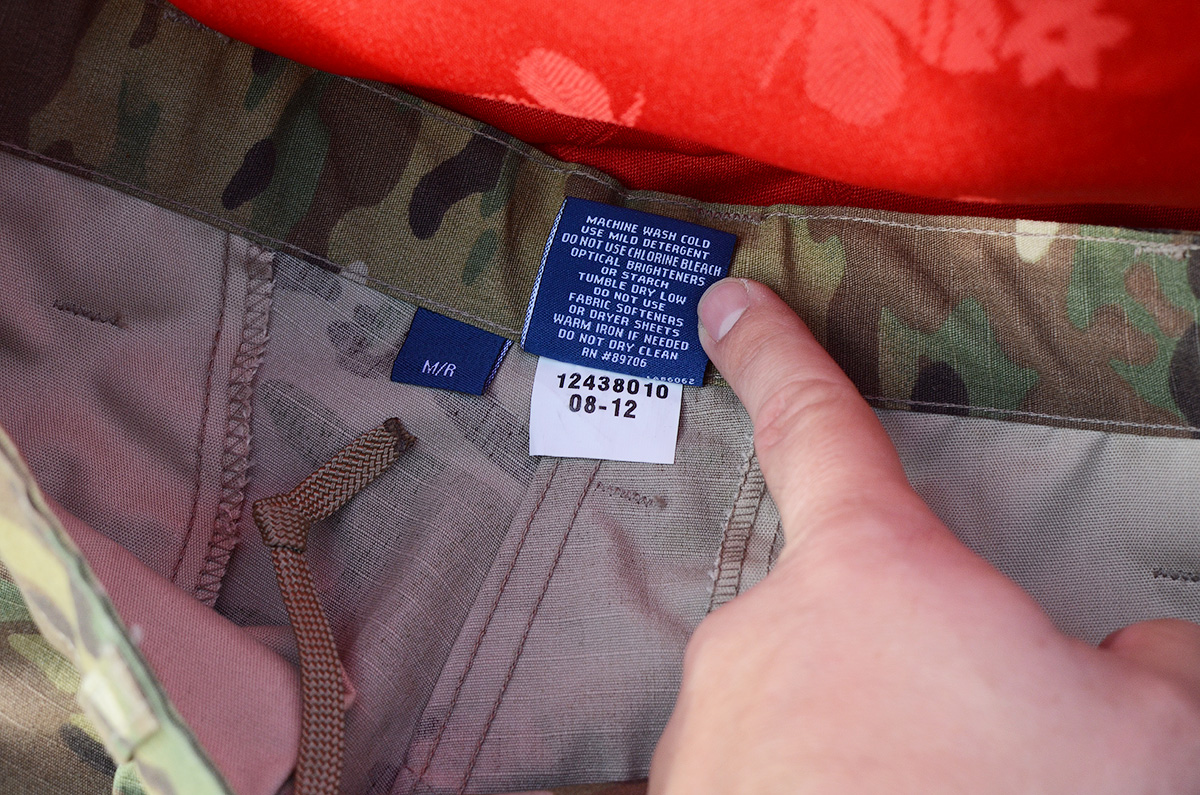 MACHINE WASH COLD
USE MILD DETERGENT
DO NOT USE CHLORINE BLEACH
OPTICAL BRIGHTENERS
OR STARCH
TUMBLE DRY LOW
DO NOT USE
FABRIC SOFTENERS
OR DRYER SHEETS
WARM IRON IF NEEDED
DO NOT DRY CLEAN
RN #89706
M/R
12438010
08-12